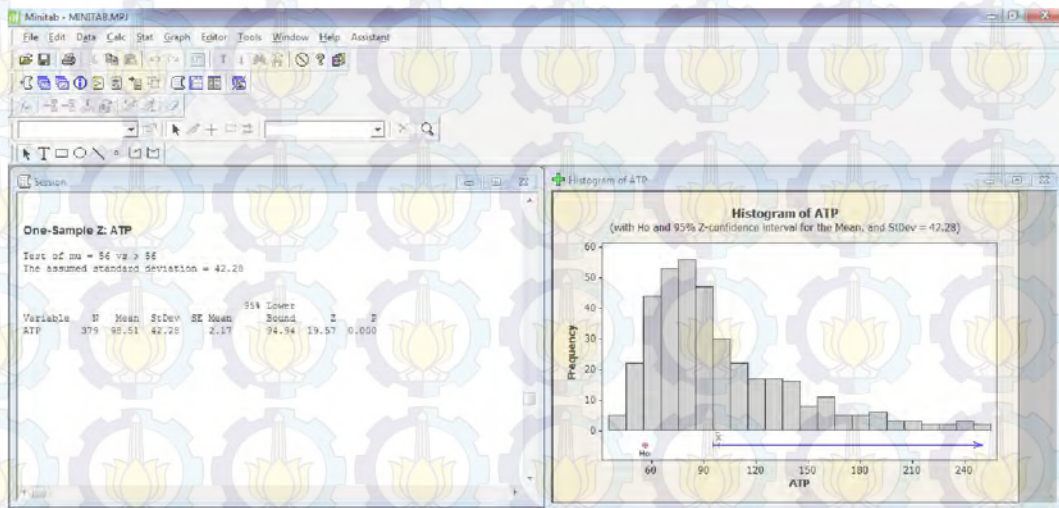 Minitab - MINITAB.MPJ
File Edit Data Calc Stat Graph Editor Tools Window Help Assistant
Session
One-Sample Z: ATP
Test of mu = 56 vs > 56
The assumed standard deviation = 42.28
95% Lower
Variable N Mean StDev SE Mean Bound Z P
ATP 379 98.51 42.28 2.17 94.94 19.57 0.000
Histogram of ATP
Histogram of ATP
(with Ho and 95% Z-confidence interval for the Mean, and StDev = 42.28)
Frequency
60
50
40
30
20
10
0
X
Ho
60 90 120 150 180 210 240
ATP